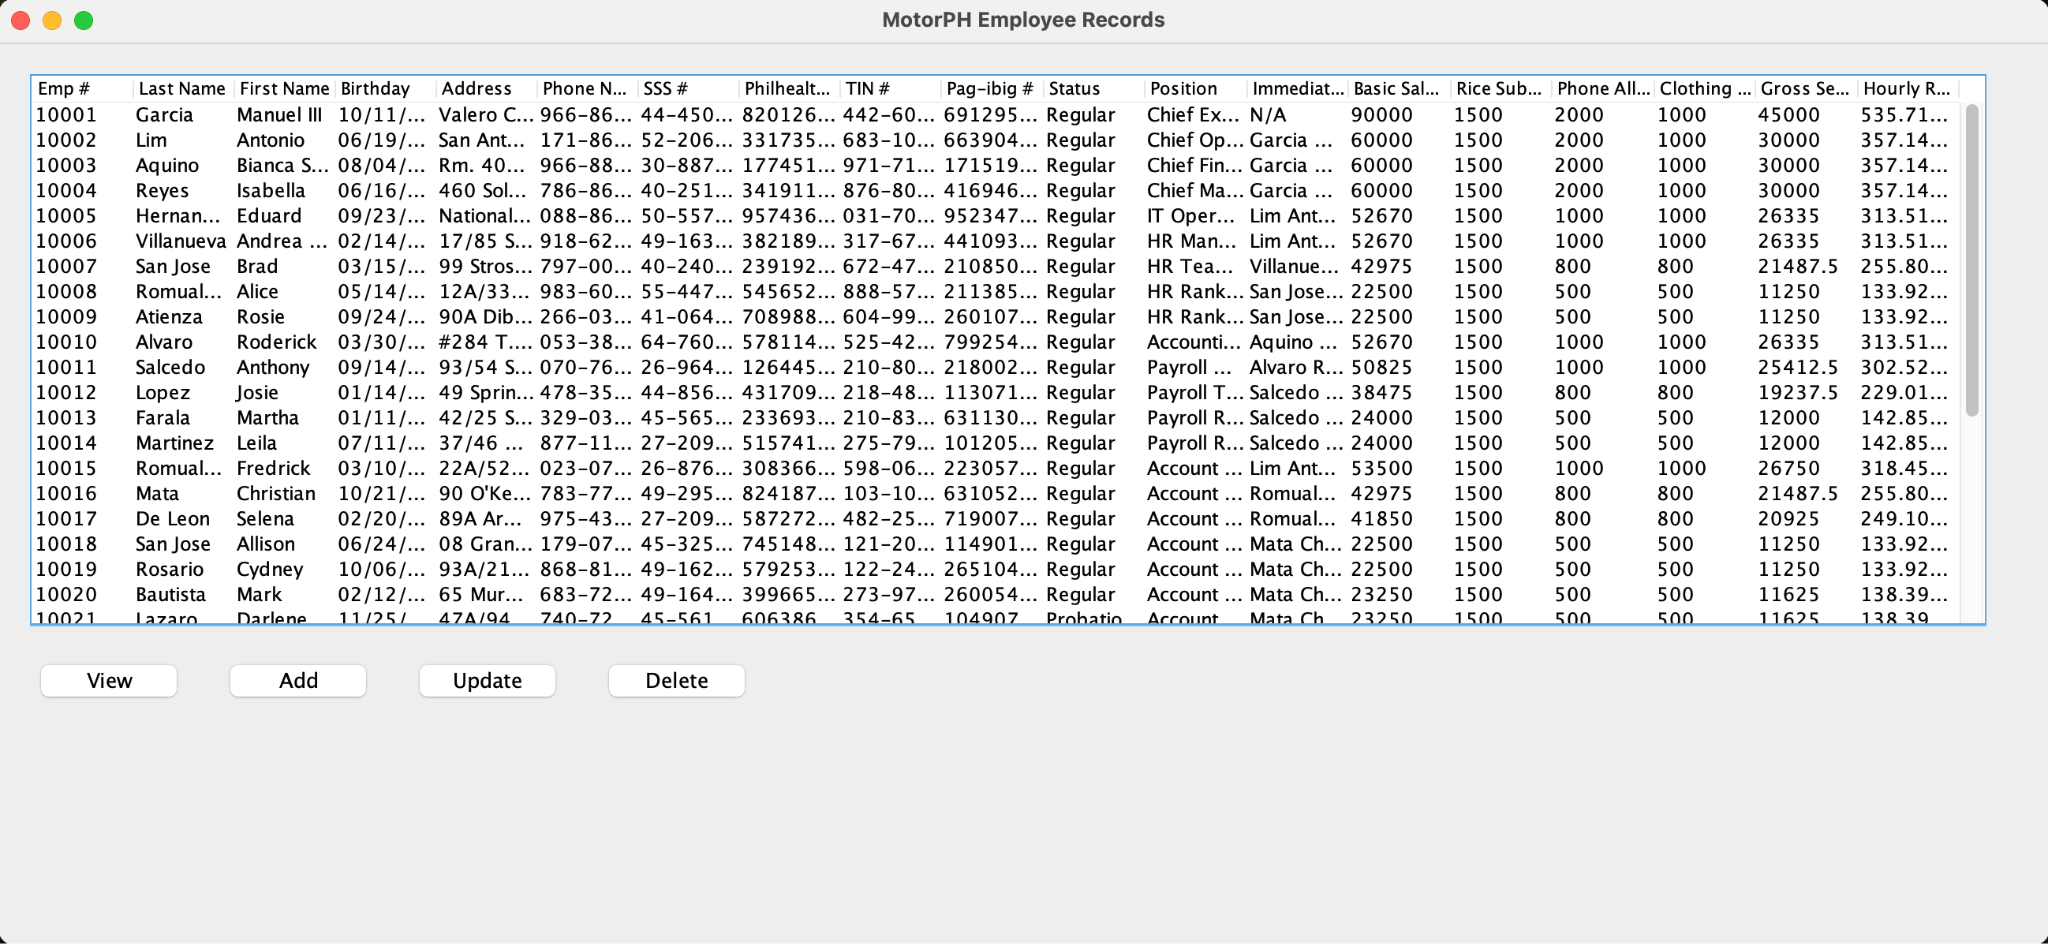 MotorPH Employee Records
Emp # Last Name First Name Birthday Address Phone N... SSS # Philhealt... TIN # Pag-ibig # Status Position Immediat... Basic Sal... Rice Sub... Phone All... Clothing ... Gross Se... Hourly R...
10001 Garcia Manuel III 10/11/... Valero C... 966-86... 44-450... 820126... 442-60... 691295... Regular Chief Ex... N/A 90000 1500 2000 1000 45000 535.71...
10002 Lim Antonio 06/19/... San Ant... 171-86... 52-206... 331735... 683-10... 663904... Regular Chief Op... Garcia ... 60000 1500 2000 1000 30000 357.14...
10003 Aquino Bianca S... 08/04/... Rm. 40... 966-88... 30-887... 177451... 971-71... 171519... Regular Chief Fin... Garcia ... 60000 1500 2000 1000 30000 357.14...
10004 Reyes Isabella 06/16/... 460 Sol... 786-86... 40-251... 341911... 876-80... 416946... Regular Chief Ma... Garcia ... 60000 1500 2000 1000 30000 357.14...
10005 Hernan... Eduard 09/23/... National... 088-86... 50-557... 957436... 031-70... 952347... Regular IT Oper... Lim Ant... 52670 1500 1000 1000 26335 313.51...
10006 Villanueva Andrea ... 02/14/... 17/85 S... 918-62... 49-163... 382189... 317-67... 441093... Regular HR Man... Lim Ant... 52670 1500 1000 1000 26335 313.51...
10007 San Jose Brad 03/15/... 99 Stros... 797-00... 40-240... 239192... 672-47... 210850... Regular HR Tea... Villanue... 42975 1500 800 800 21487.5 255.80...
10008 Romual... Alice 05/14/... 12A/33... 983-60... 55-447... 545652... 888-57... 211385... Regular HR Rank... San Jose... 22500 1500 500 500 11250 133.92...
10009 Atienza Rosie 09/24/... 90A Dib... 266-03... 41-064... 708988... 604-99... 260107... Regular HR Rank... San Jose... 22500 1500 500 500 11250 133.92...
10010 Alvaro Roderick 03/30/... #284 T.... 053-38... 64-760... 578114... 525-42... 799254... Regular Accounti... Aquino ... 52670 1500 1000 1000 26335 313.51...
10011 Salcedo Anthony 09/14/... 93/54 S... 070-76... 26-964... 126445... 210-80... 218002... Regular Payroll ... Alvaro R... 50825 1500 1000 1000 25412.5 302.52...
10012 Lopez Josie 01/14/... 49 Sprin... 478-35... 44-856... 431709... 218-48... 113071... Regular Payroll T... Salcedo ... 38475 1500 800 800 19237.5 229.01...
10013 Farala Martha 01/11/... 42/25 S... 329-03... 45-565... 233693... 210-83... 631130... Regular Payroll R... Salcedo ... 24000 1500 500 500 12000 142.85...
10014 Martinez Leila 07/11/... 37/46 ... 877-11... 27-209... 515741... 275-79... 101205... Regular Payroll R... Salcedo ... 24000 1500 500 500 12000 142.85...
10015 Romual... Fredrick 03/10/... 22A/52... 023-07... 26-876... 308366... 598-06... 223057... Regular Account ... Lim Ant... 53500 1500 1000 1000 26750 318.45...
10016 Mata Christian 10/21/... 90 O'Ke... 783-77... 49-295... 824187... 103-10... 631052... Regular Account ... Romual... 42975 1500 800 800 21487.5 255.80...
10017 De Leon Selena 02/20/... 89A Ar... 975-43... 27-209... 587272... 482-25... 719007... Regular Account ... Romual... 41850 1500 800 800 20925 249.10...
10018 San Jose Allison 06/24/... 08 Gran... 179-07... 45-325... 745148... 121-20... 114901... Regular Account ... Mata Ch... 22500 1500 500 500 11250 133.92...
10019 Rosario Cydney 10/06/... 93A/21... 868-81... 49-162... 579253... 122-24... 265104... Regular Account ... Mata Ch... 22500 1500 500 500 11250 133.92...
10020 Bautista Mark 02/12/... 65 Mur... 683-72... 49-164... 399665... 273-97... 260054... Regular Account ... Mata Ch... 23250 1500 500 500 11625 138.39...
10021 Lazaro Darlene 11/25/ 47A/94 740-72 45-561 606386 354-65 104907 Probatio Account Mata Ch 23250 1500 500 500 11625 138.39
View Add Update Delete